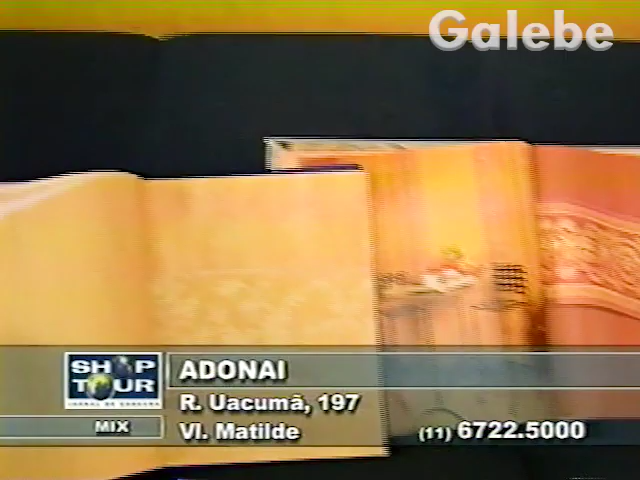 Galebe
SHOP
TOUR
ADONAI
R. Uacumã, 197
MIX
Vl. Matilde
(11) 6722.5000